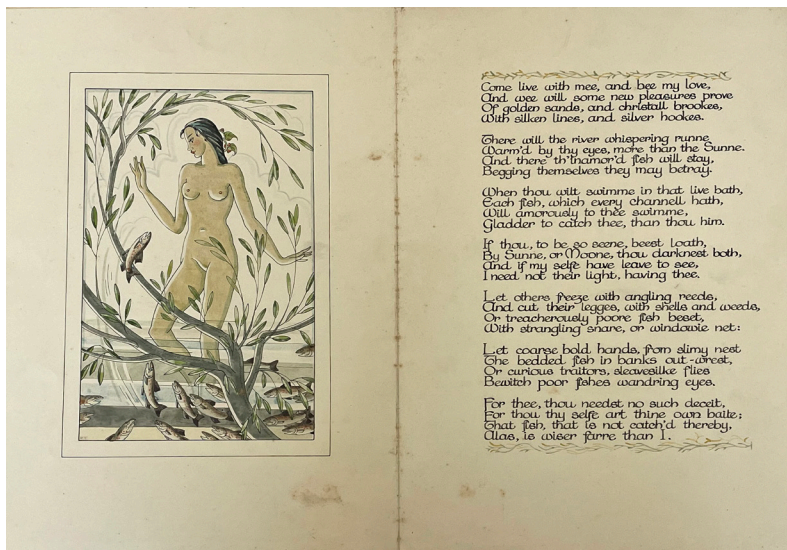 Come live with mee, and bee my love,
And wee will some new pleasures prove
Of golden sands, and christall brookes,
With silken lines, and silver hookes.
There will the river whispering runne
Warm'd by thy eyes, more than the Sunne.
And there th'inamor'd fish will stay,
Begging themselves they may betray.
When thou wilt swimme in that live bath,
Each fish, which every channell hath,
Will amorously to thee swimme,
Gladder to catch thee, than thou him.
If thou, to be so seene, beest loath,
By Sunne, or Moone, thou darknest both,
And if my selfe have leave to see,
I need not their light, having thee.
Let others freeze with angling reeds,
And cut their legges, with shells and weeds,
Or treacherously poore fish beset,
With strangling snare, or windowie net:
Let coarse bold hands, from slimy nest
The bedded fish in banks out-wrest,
Or curious traitors, sleavesilke flies
Bewitch poor fishes wandring eyes.
For thee, thou needst no such deceit,
For thou thy selfe art thine own baite;
That fish, that is not catch'd thereby,
Alas, is wiser farre than I.